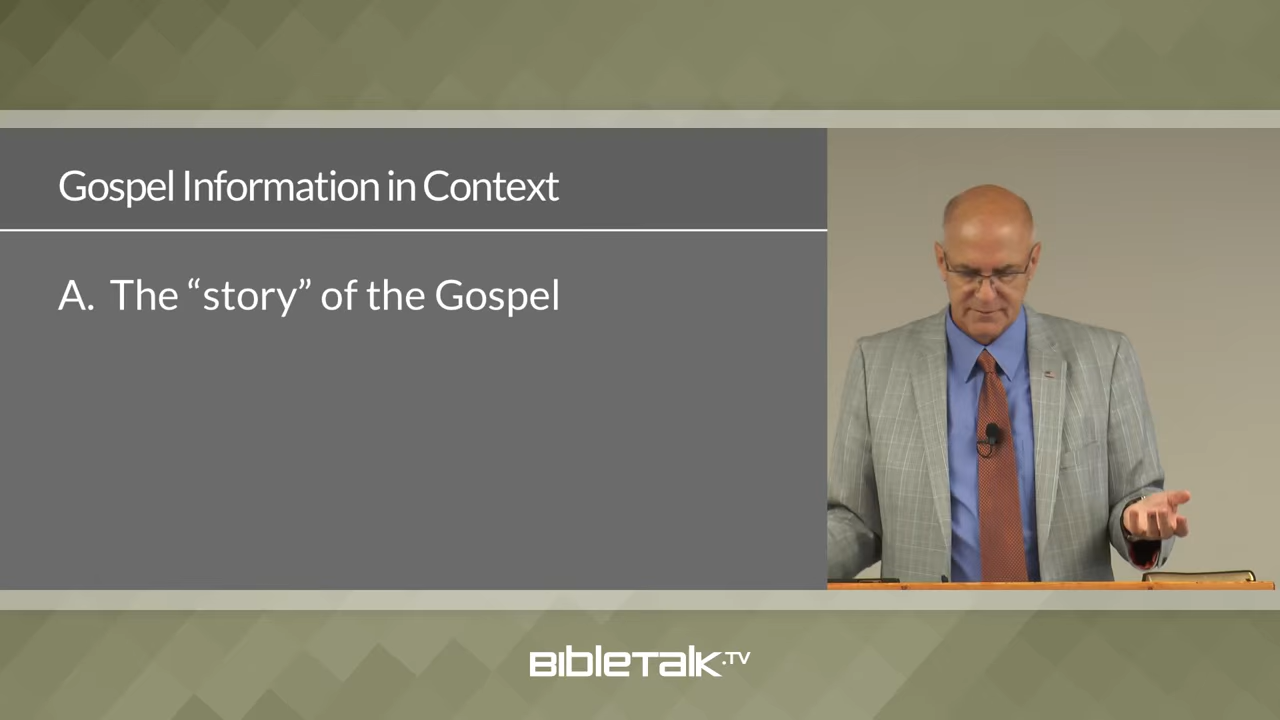 Gospel Information in Context
A. The “story” of the Gospel
BibleTalk.TV